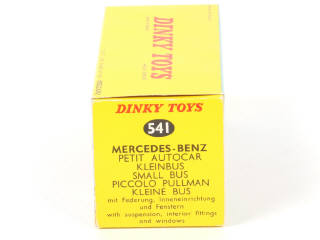 DINKY TOYS
DINKY TOYS
541
MERCEDES-BENZ
PETIT AUTOCAR
KLEINBUS
SMALL BUS
PICCOLO PULLMAN
KLEINE BUS
mit Federung, Inneneinrichtung
und Fenstern
with suspension, interior fittings
and windows